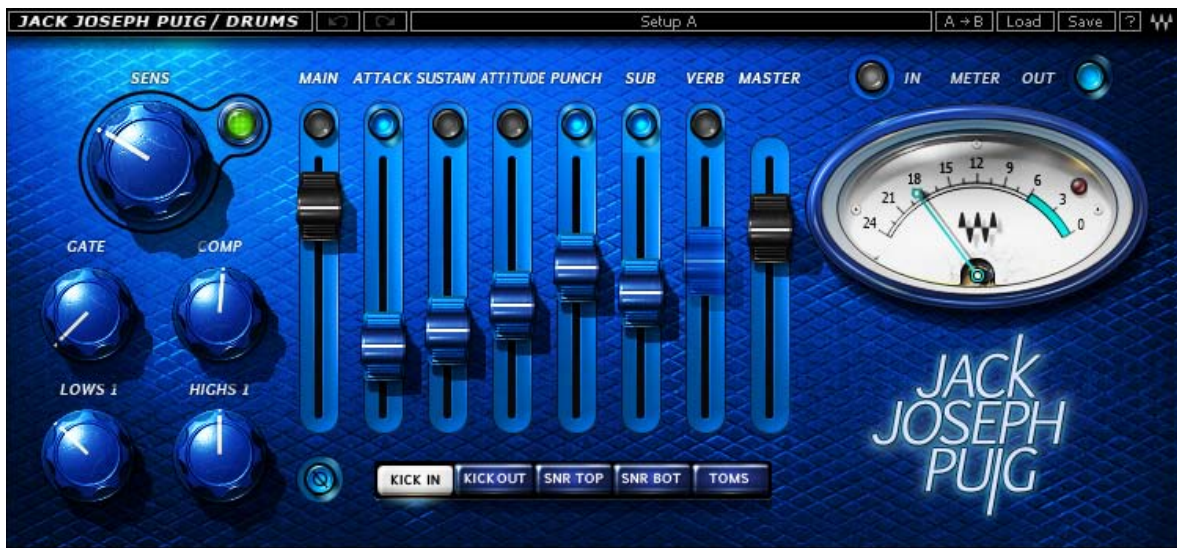 JACK JOSEPH PUIG / DRUMS Setup A A→B Load Save ?
SENS MAIN ATTACK SUSTAIN ATTITUDE PUNCH SUB VERB MASTER IN METER OUT
24 21 18 15 12 9 6 3 0
GATE COMP
LOWS 1 HIGHS 1
JACK
JOSEPH
PUIG
KICK IN KICK OUT SNR TOP SNR BOT TOMS